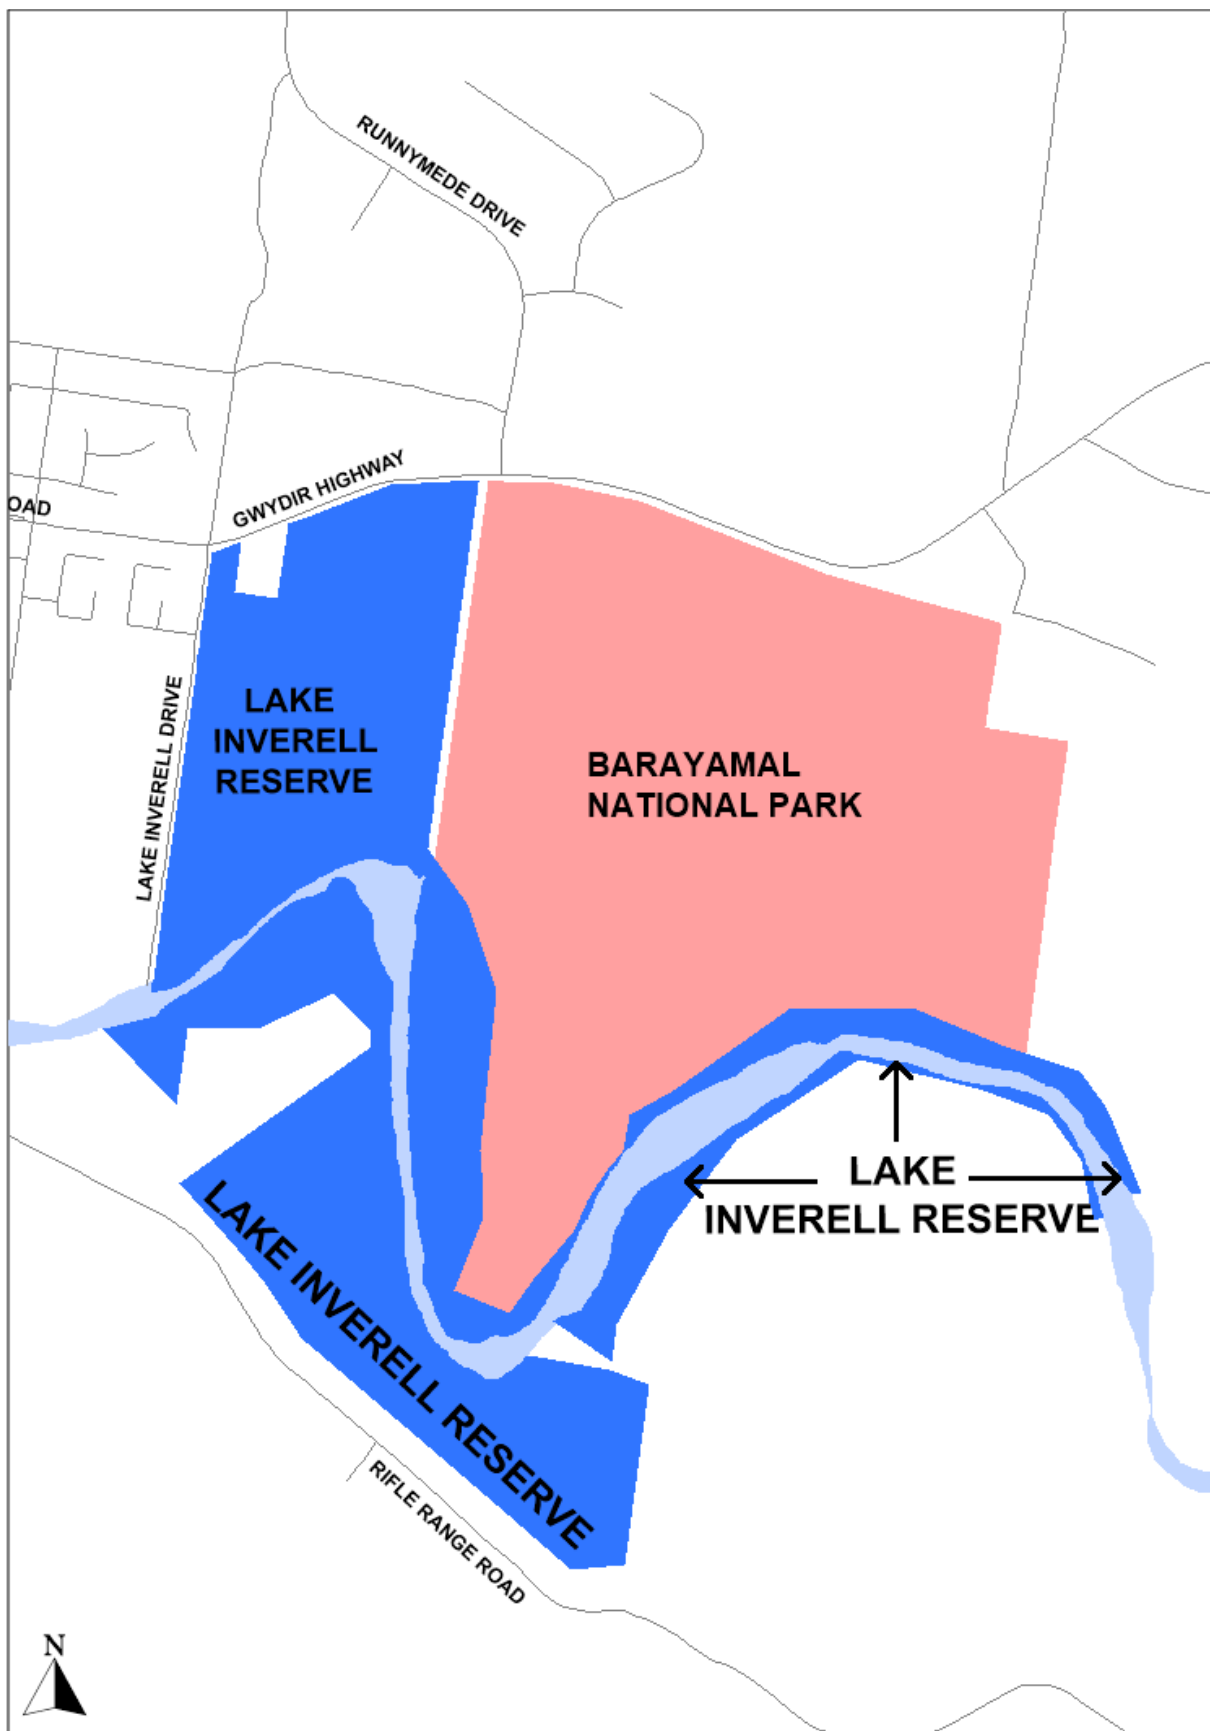 RUNNYMEDE DRIVE
GWYDIR HIGHWAY
OAD
LAKE
INVERELL
RESERVE
LAKE INVERELL DRIVE
BARAYAMAL
NATIONAL PARK
LAKE
INVERELL RESERVE
LAKE INVERELL RESERVE
RIFLE RANGE ROAD
N